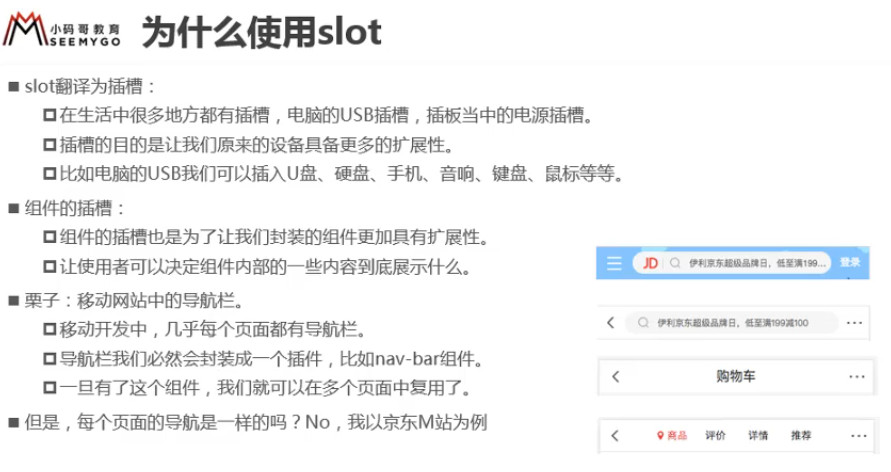 小码哥教育
SEEMYGO
为什么使用slot
slot翻译为插槽：
在生活中很多地方都有插槽，电脑的USB插槽，插板当中的电源插槽。
插槽的目的是让我们原来的设备具备更多的扩展性。
比如电脑的USB我们可以插入U盘、硬盘、手机、音响、键盘、鼠标等等。
组件的插槽：
组件的插槽也是为了让我们封装的组件更加具有扩展性。
让使用者可以决定组件内部的一些内容到底展示什么。
栗子：移动网站中的导航栏。
移动开发中，几乎每个页面都有导航栏。
导航栏我们必然会封装成一个插件，比如nav-bar组件。
一旦有了这个组件，我们就可以在多个页面中复用了。
但是，每个页面的导航是一样的吗？No，我以京东M站为例
JD 伊利京东超级品牌日，低至满199... 登录
伊利京东超级品牌日，低至满199减100 ···
购物车 ···
商品 评价 详情 推荐 ···